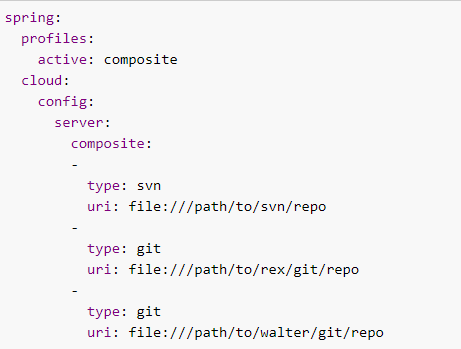 spring:
  profiles:
    active: composite
  cloud:
    config:
      server:
        composite:
        -
          type: svn
          uri: file:///path/to/svn/repo
        -
          type: git
          uri: file:///path/to/rex/git/repo
        -
          type: git
          uri: file:///path/to/walter/git/repo